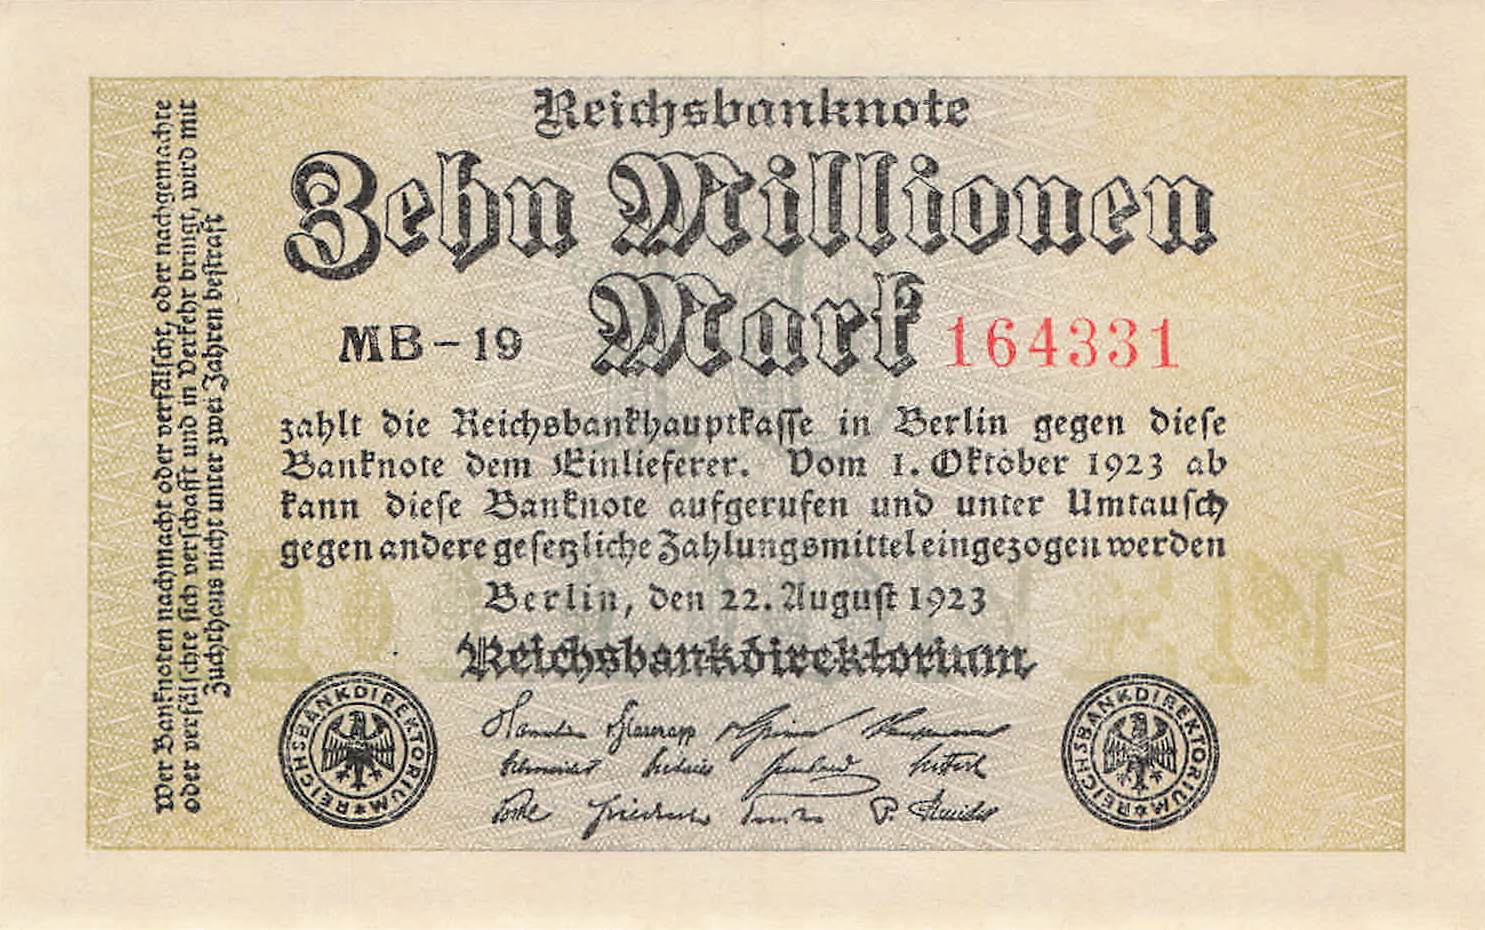 Reichsbanknote
Zehn Millionen
Mark
MB-19
164331
zahlt die Reichsbankhauptkasse in Berlin gegen diese
Banknote dem Einlieferer. Vom 1. Oktober 1923 ab
kann diese Banknote aufgerufen und unter Umtausch
gegen andere gesetzliche Zahlungsmittel eingezogen werden
Berlin, den 22. August 1923
Reichsbankdirektorium
REICHSBANKDIREKTORIUM
REICHSBANKDIREKTORIUM
Wer Banknoten nachmacht oder verfälscht, oder nachgemachte
oder verfälschte sich verschafft und in Verkehr bringt, wird mit
Zuchthaus nicht unter zwei Jahren bestraft